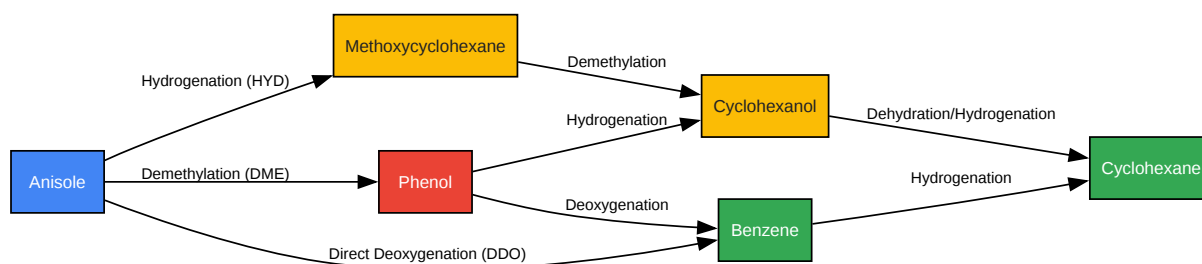 Methoxycyclohexane
Demethylation
Hydrogenation (HYD)
Cyclohexanol
Dehydration/Hydrogenation
Hydrogenation
Cyclohexane
Anisole
Demethylation (DME)
Phenol
Hydrogenation
Deoxygenation
Benzene
Direct Deoxygenation (DDO)